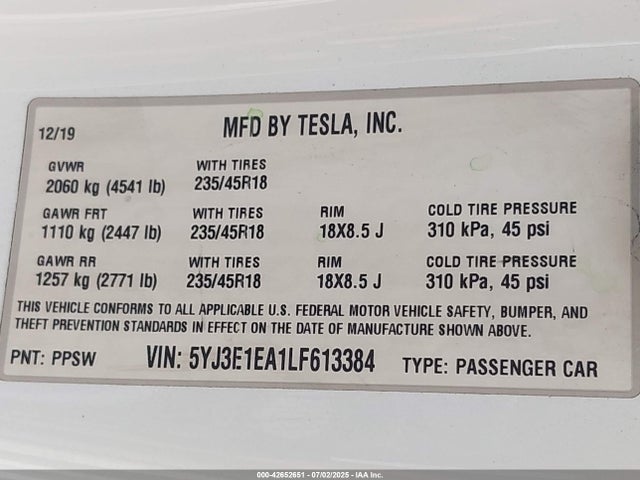 12/19 MFD BY TESLA, INC.
GVWR WITH TIRES
2060 kg (4541 lb) 235/45R18
GAWR FRT WITH TIRES RIM COLD TIRE PRESSURE
1110 kg (2447 lb) 235/45R18 18X8.5 J 310 kPa, 45 psi
GAWR RR WITH TIRES RIM COLD TIRE PRESSURE
1257 kg (2771 lb) 235/45R18 18X8.5 J 310 kPa, 45 psi
THIS VEHICLE CONFORMS TO ALL APPLICABLE U.S. FEDERAL MOTOR VEHICLE SAFETY, BUMPER, AND
THEFT PREVENTION STANDARDS IN EFFECT ON THE DATE OF MANUFACTURE SHOWN ABOVE.
PNT: PPSW VIN: 5YJ3E1EA1LF613384 TYPE: PASSENGER CAR
000-42652651 - 07/02/2025 - IAA Inc.